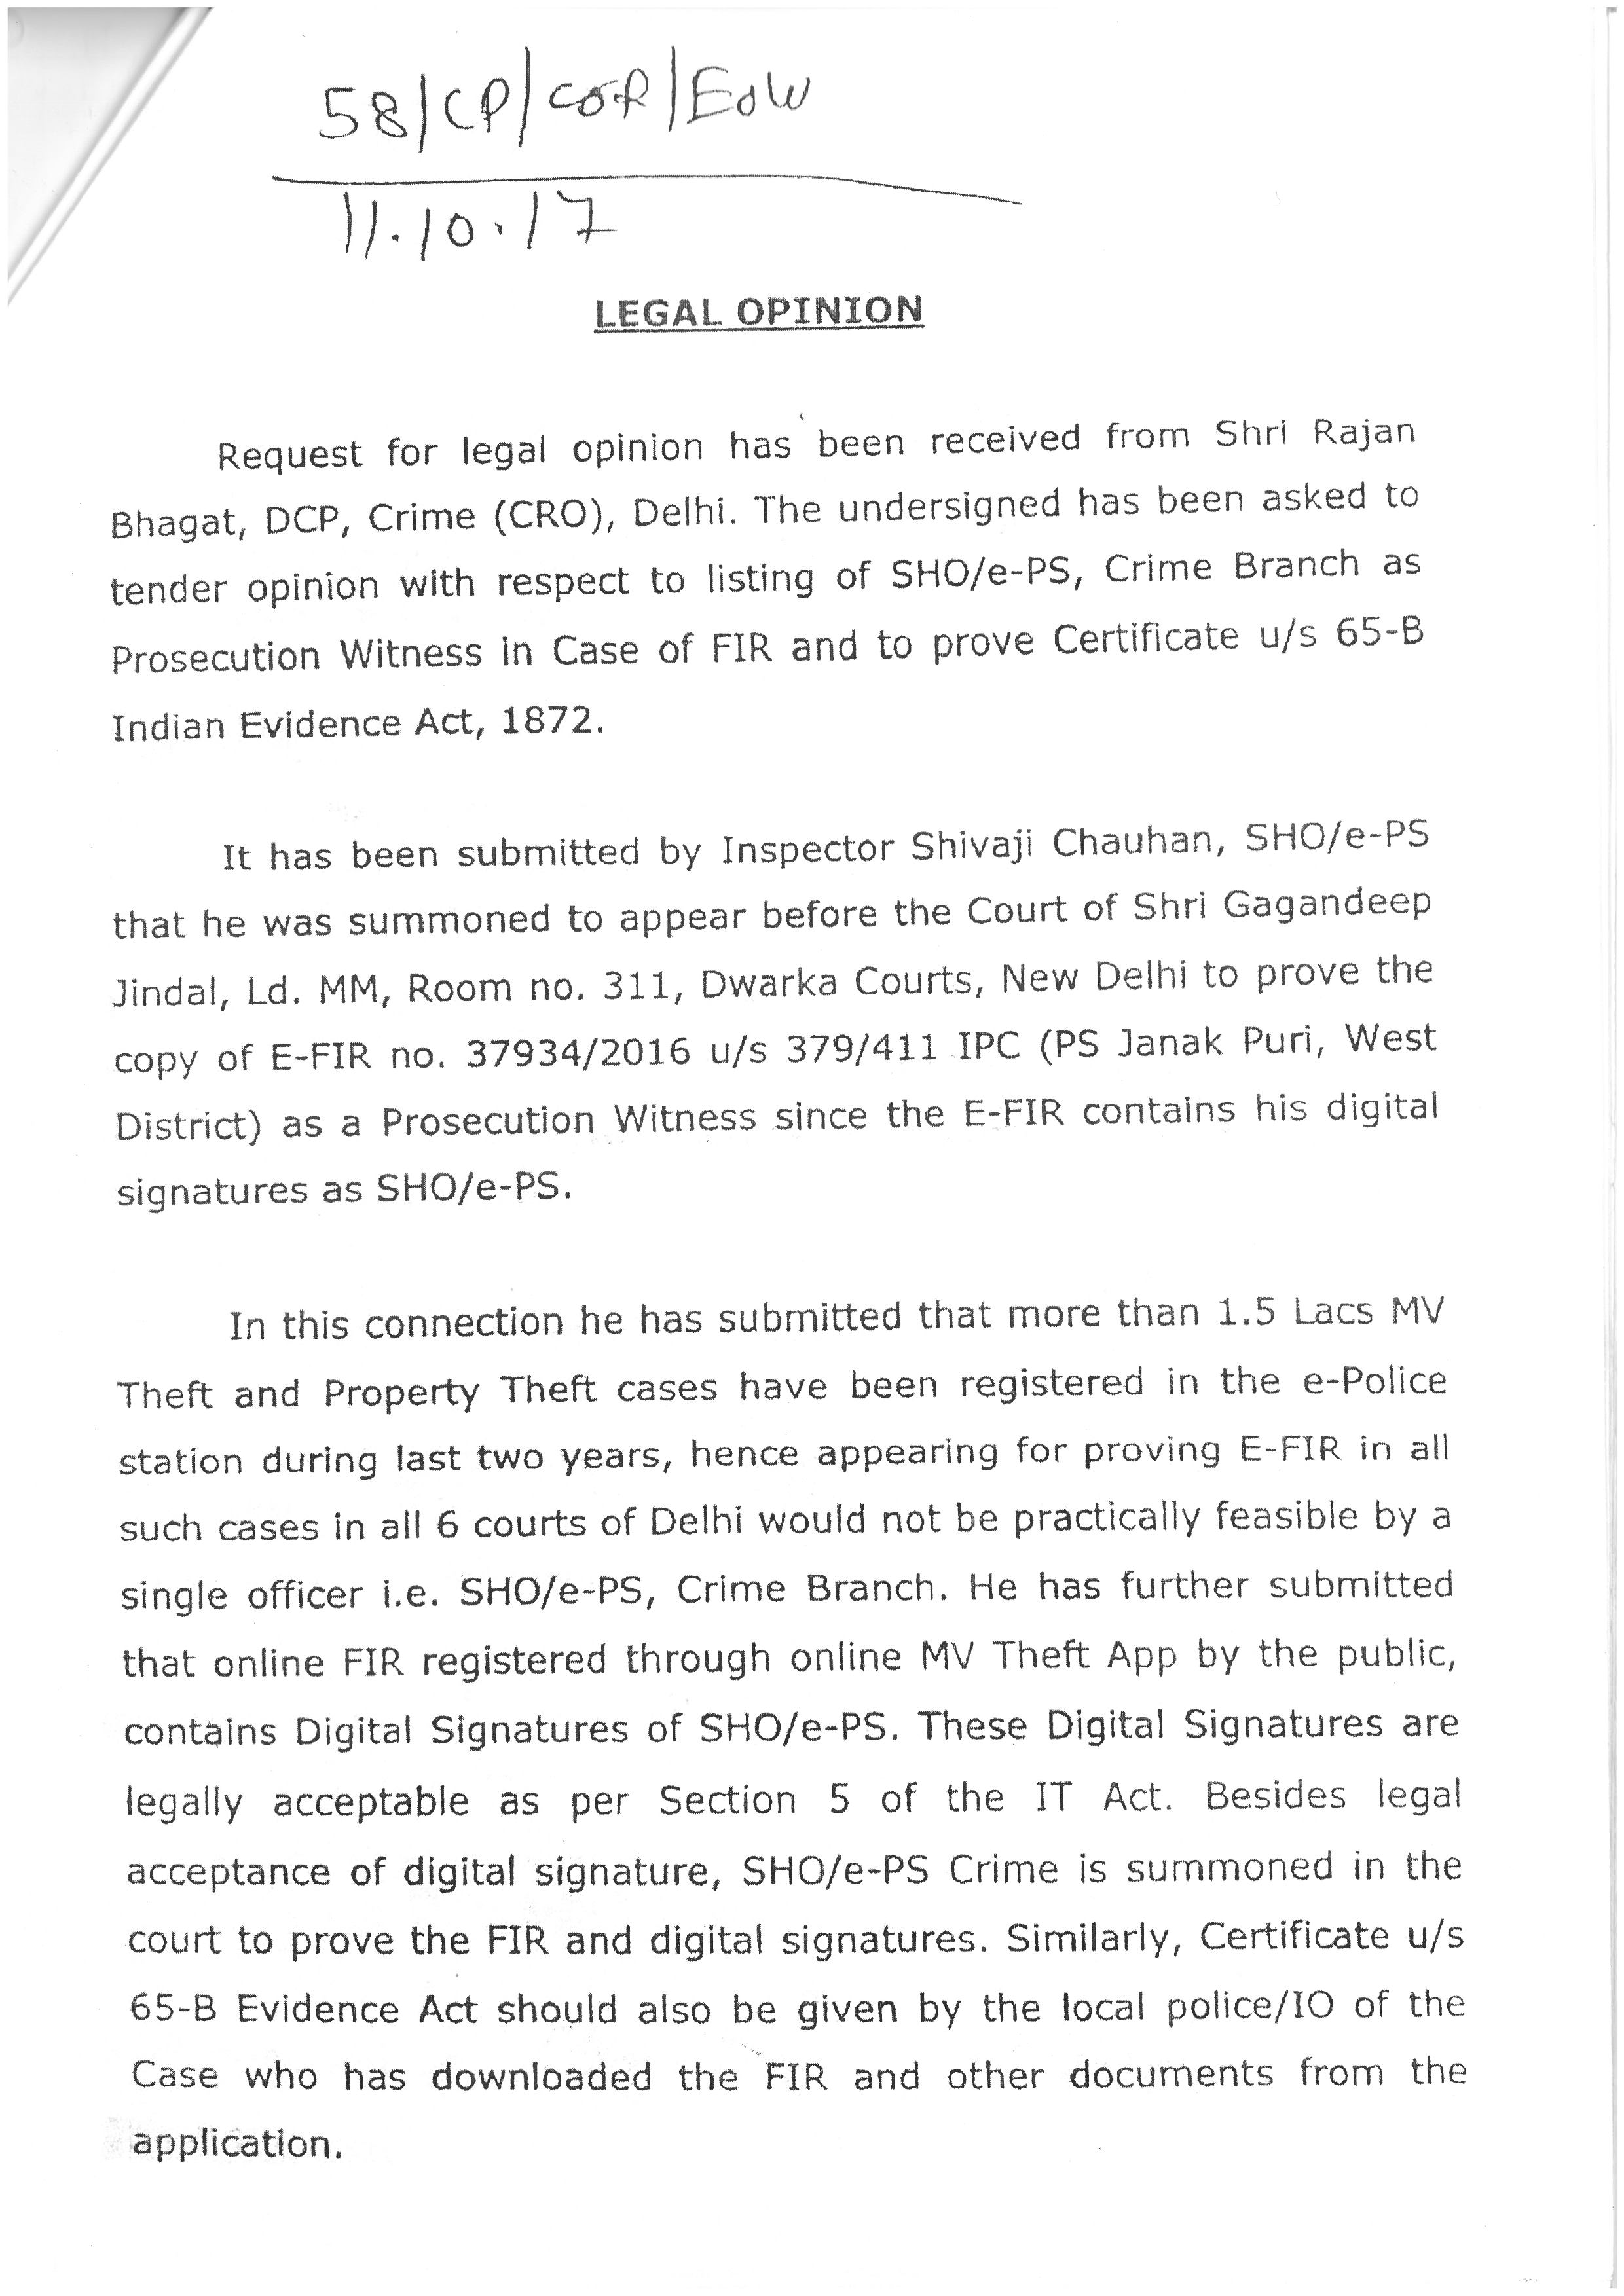 58/CP/COP/EOW
11.10.17
LEGAL OPINION
Request for legal opinion has been received from Shri Rajan
Bhagat, DCP, Crime (CRO), Delhi. The undersigned has been asked to
tender opinion with respect to listing of SHO/e-PS, Crime Branch as
Prosecution Witness in Case of FIR and to prove Certificate u/s 65-B
Indian Evidence Act, 1872.
It has been submitted by Inspector Shivaji Chauhan, SHO/e-PS
that he was summoned to appear before the Court of Shri Gagandeep
Jindal, Ld. MM, Room no. 311, Dwarka Courts, New Delhi to prove the
copy of E-FIR no. 37934/2016 u/s 379/411 IPC (PS Janak Puri, West
District) as a Prosecution Witness since the E-FIR contains his digital
signatures as SHO/e-PS.
In this connection he has submitted that more than 1.5 Lacs MV
Theft and Property Theft cases have been registered in the e-Police
station during last two years, hence appearing for proving E-FIR in all
such cases in all 6 courts of Delhi would not be practically feasible by a
single officer i.e. SHO/e-PS, Crime Branch. He has further submitted
that online FIR registered through online MV Theft App by the public,
contains Digital Signatures of SHO/e-PS. These Digital Signatures are
legally acceptable as per Section 5 of the IT Act. Besides legal
acceptance of digital signature, SHO/e-PS Crime is summoned in the
court to prove the FIR and digital signatures. Similarly, Certificate u/s
65-B Evidence Act should also be given by the local police/IO of the
Case who has downloaded the FIR and other documents from the
application.